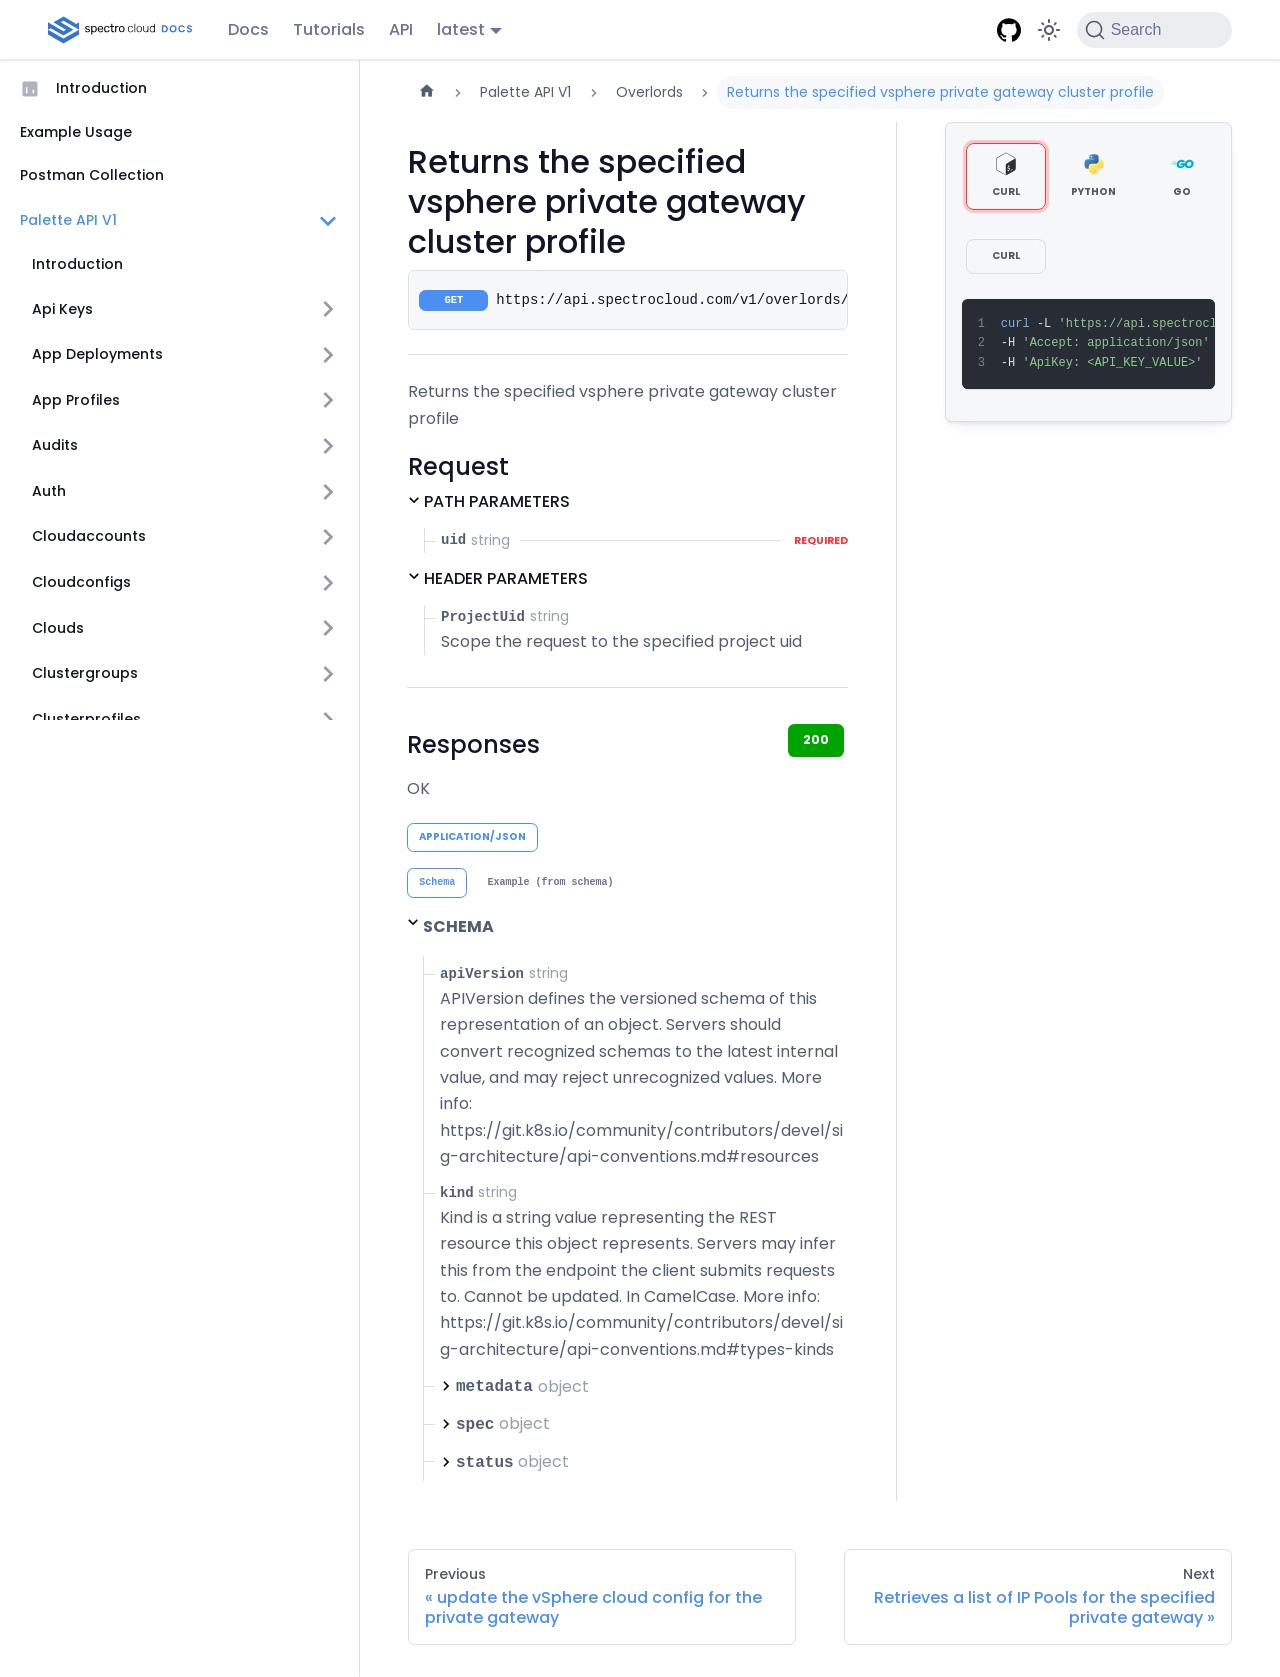 spectro cloud DOCS
Docs
Tutorials
API
latest
Search
Introduction
Example Usage
Postman Collection
Palette API V1
Introduction
Api Keys
App Deployments
App Profiles
Audits
Auth
Cloudaccounts
Cloudconfigs
Clouds
Clustergroups
Clusterprofiles
Palette API V1
Overlords
Returns the specified vsphere private gateway cluster profile
Returns the specified
vsphere private gateway
cluster profile
GET https://api.spectrocloud.com/v1/overlords/
Returns the specified vsphere private gateway cluster
profile
Request
PATH PARAMETERS
uid string REQUIRED
HEADER PARAMETERS
ProjectUid string
Scope the request to the specified project uid
Responses
200
OK
APPLICATION/JSON
Schema
Example (from schema)
SCHEMA
apiVersion string
APIVersion defines the versioned schema of this
representation of an object. Servers should
convert recognized schemas to the latest internal
value, and may reject unrecognized values. More
info:
https://git.k8s.io/community/contributors/devel/si
g-architecture/api-conventions.md#resources
kind string
Kind is a string value representing the REST
resource this object represents. Servers may infer
this from the endpoint the client submits requests
to. Cannot be updated. In CamelCase. More info:
https://git.k8s.io/community/contributors/devel/si
g-architecture/api-conventions.md#types-kinds
metadata object
spec object
status object
CURL
PYTHON
GO
CURL
1 curl -L 'https://api.spectrocl
2 -H 'Accept: application/json'
3 -H 'ApiKey: <API_KEY_VALUE>'
Previous
« update the vSphere cloud config for the
private gateway
Next
Retrieves a list of IP Pools for the specified
private gateway »